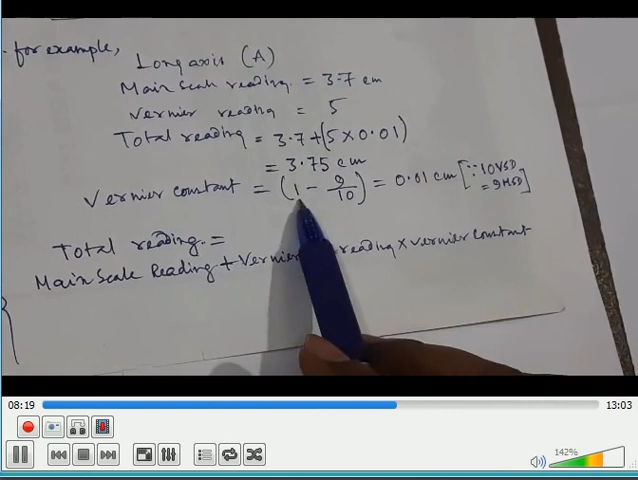 for example,
Long axis (A)
Main Scale reading = 3.7 cm
Vernier reading = 5
Total reading = 3.7+(5×0.01)
= 3.75 cm
Vernier constant = (1 - 9/10) = 0.01 cm [∵ 10VSD = 9MSD]
Total reading =
Main Scale Reading + Vernier reading × Vernier constant
08:19
13:03
142%